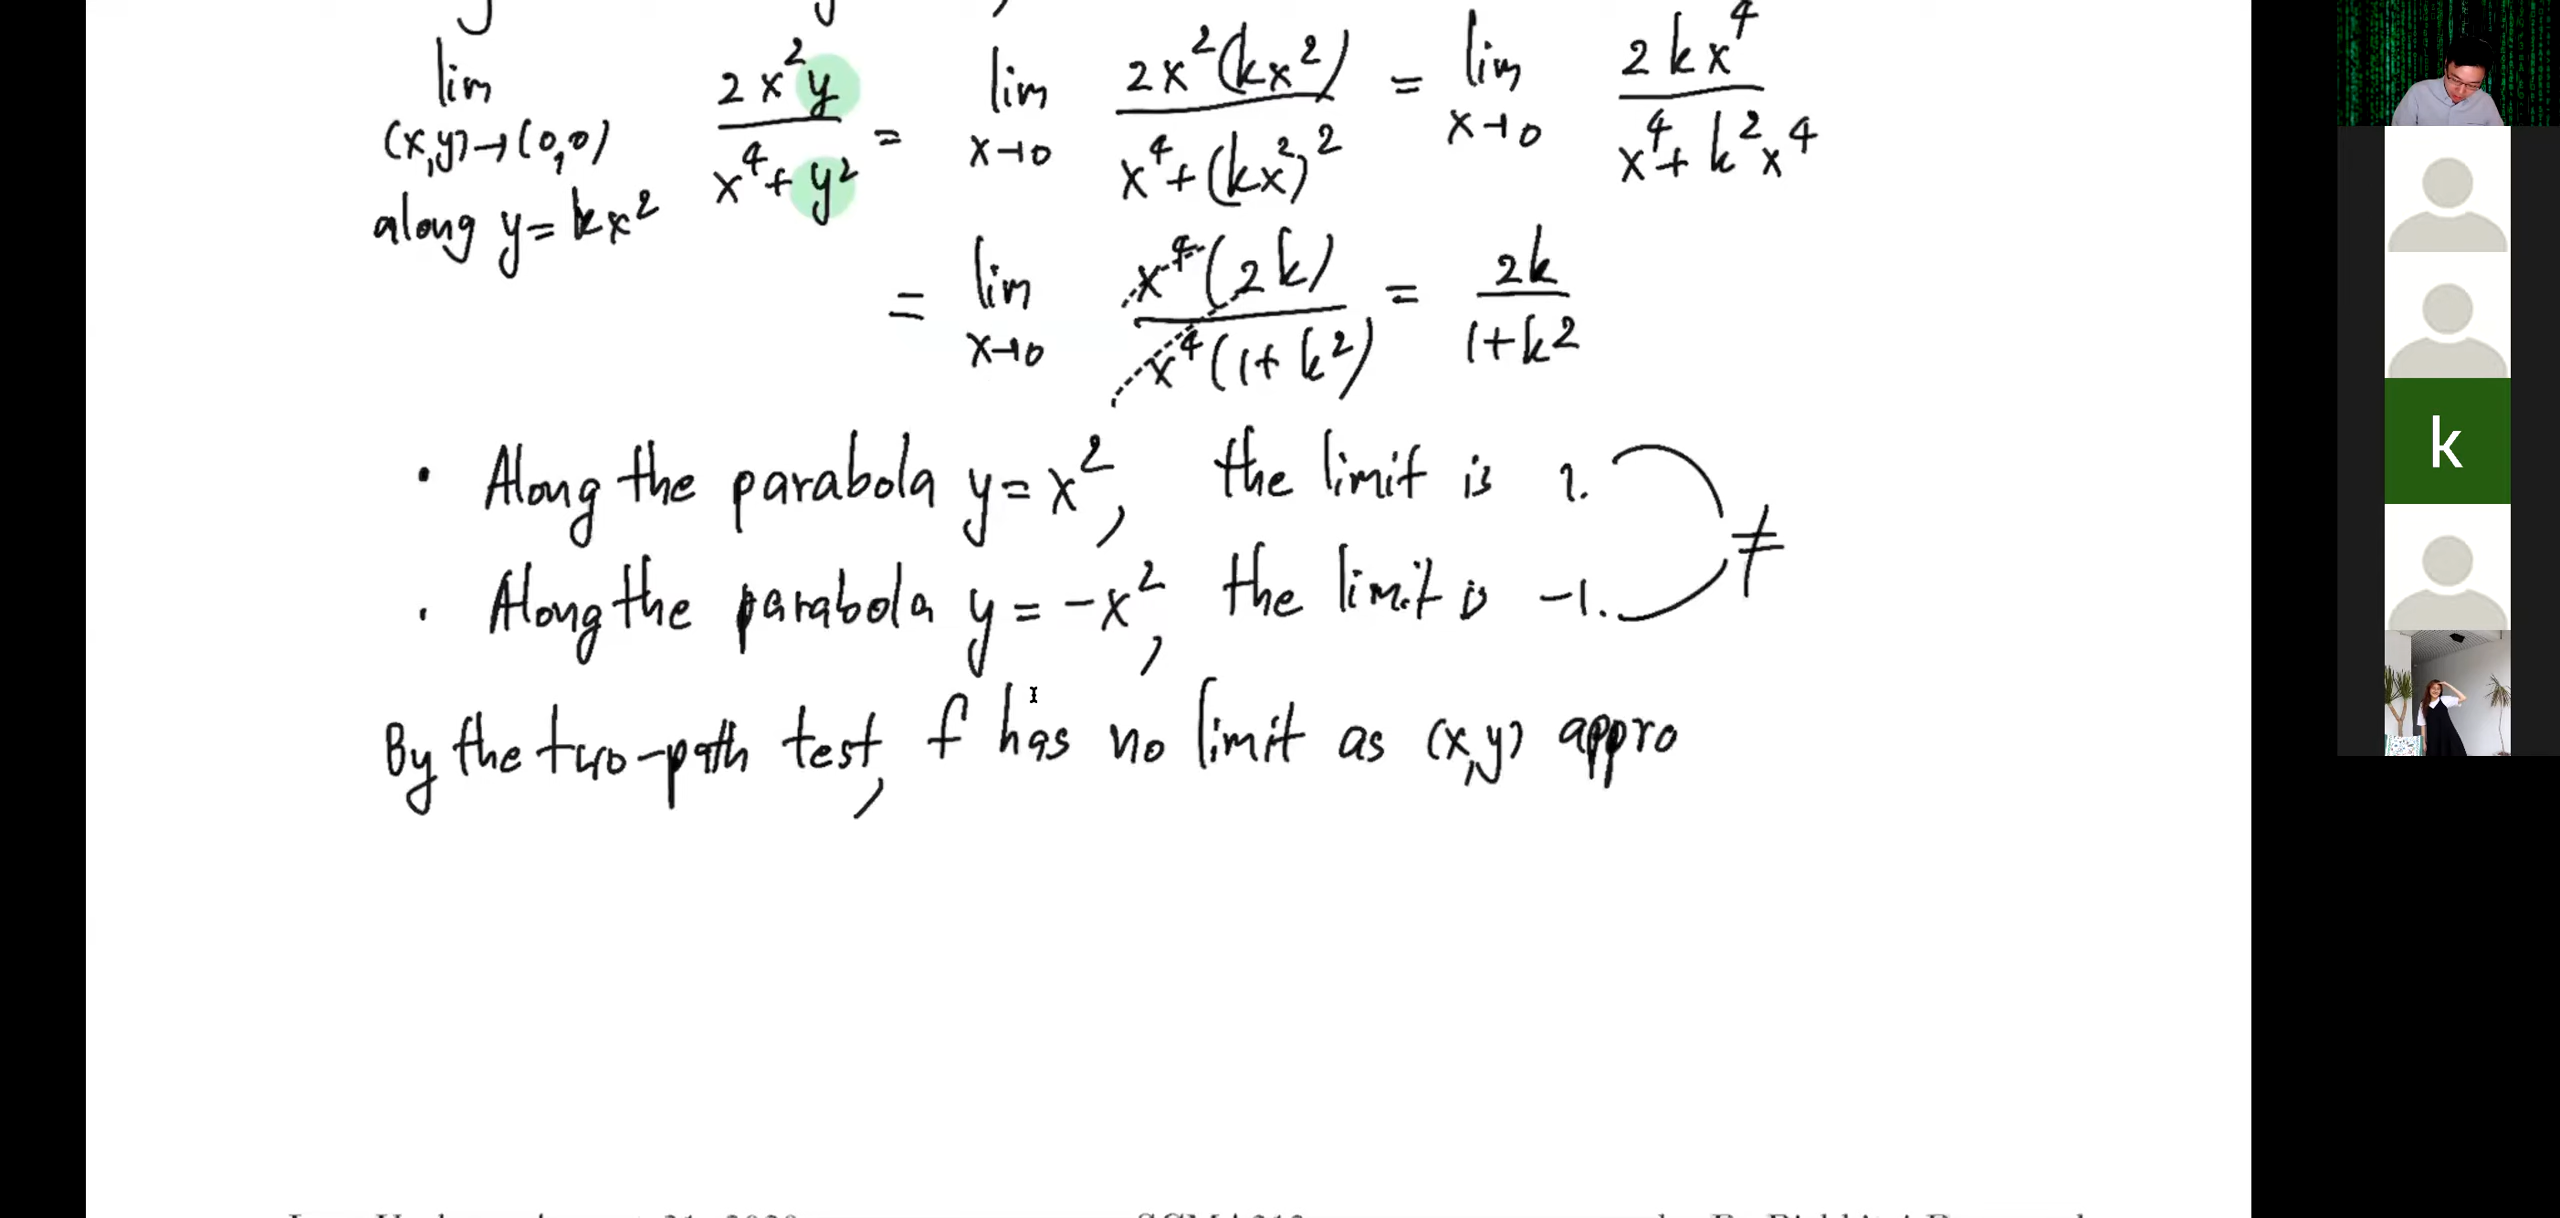 lim (x,y)→(0,0) along y=kx² 2x²y / x⁴+y² = lim x→0 2x²(kx²) / x⁴+(kx²)² = lim x→0 2kx⁴ / x⁴+k²x⁴
= lim x→0 x⁴(2k) / x⁴(1+k²) = 2k / 1+k²
• Along the parabola y=x², the limit is 1.
• Along the parabola y=-x², the limit is -1. ≠
By the two-path test, f has no limit as (x,y) appro
k